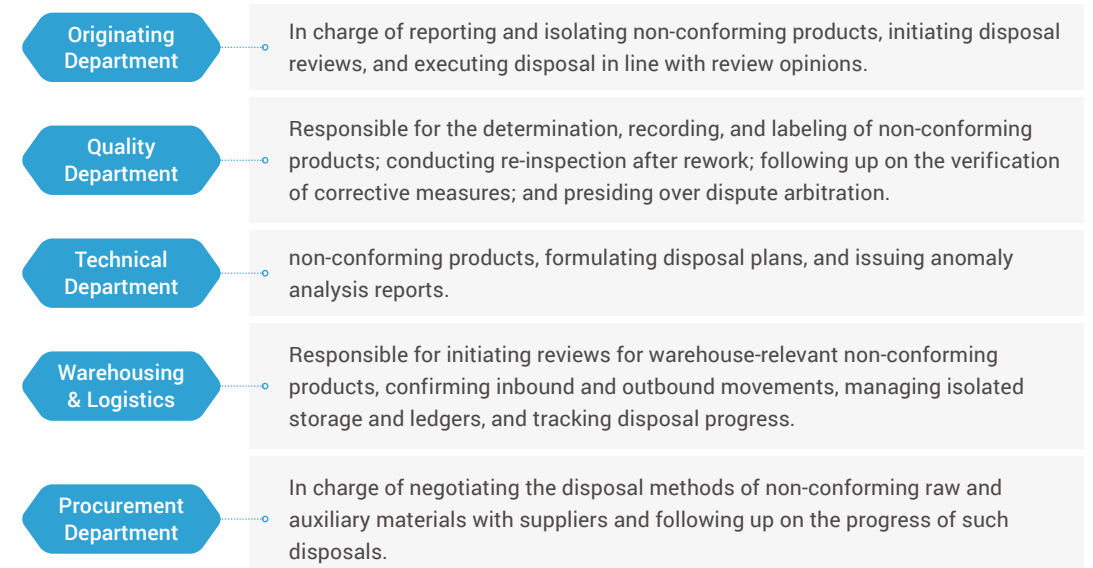 Originating
Department
In charge of reporting and isolating non-conforming products, initiating disposal
reviews, and executing disposal in line with review opinions.
Quality
Department
Responsible for the determination, recording, and labeling of non-conforming
products; conducting re-inspection after rework; following up on the verification
of corrective measures; and presiding over dispute arbitration.
Technical
Department
non-conforming products, formulating disposal plans, and issuing anomaly
analysis reports.
Warehousing
& Logistics
Responsible for initiating reviews for warehouse-relevant non-conforming
products, confirming inbound and outbound movements, managing isolated
storage and ledgers, and tracking disposal progress.
Procurement
Department
In charge of negotiating the disposal methods of non-conforming raw and
auxiliary materials with suppliers and following up on the progress of such
disposals.